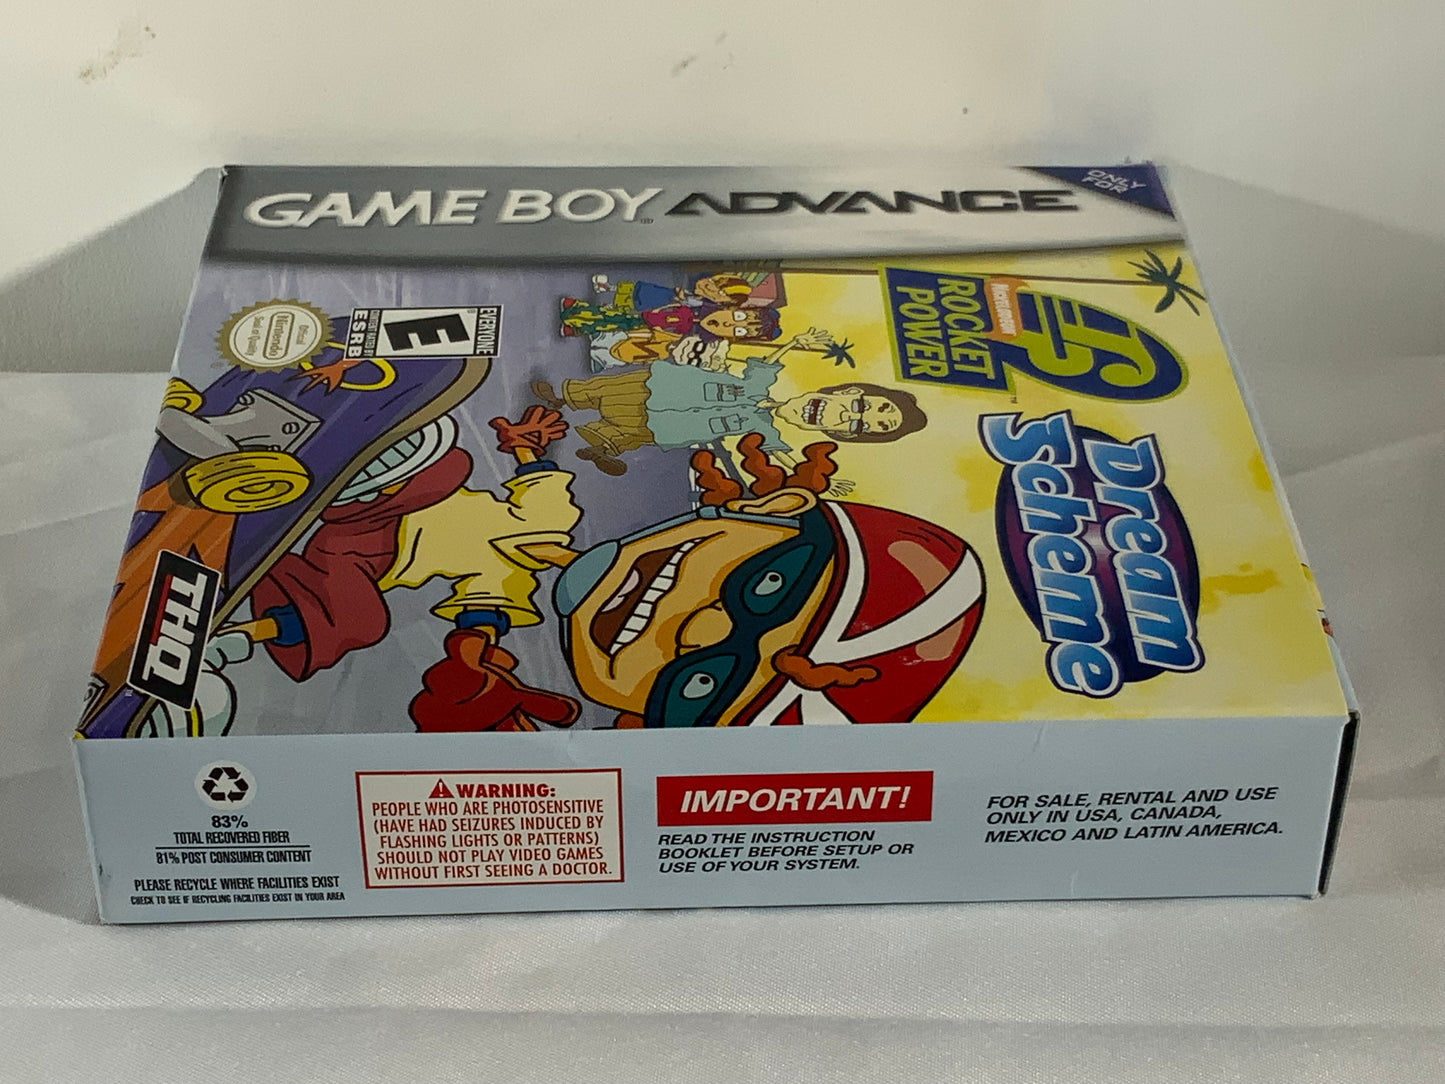 GAME BOY® ADVANCE
ONLY
FOR
NICKELODEON
ROCKET
POWER
™
Dream
Scheme
EVERYONE
E
®
CONTENT RATED BY
ESRB
Official
Nintendo
Seal of Quality
THQ
83%
TOTAL RECOVERED FIBER
81% POST CONSUMER CONTENT
PLEASE RECYCLE WHERE FACILITIES EXIST
CHECK TO SEE IF RECYCLING FACILITIES EXIST IN YOUR AREA
WARNING:
PEOPLE WHO ARE PHOTOSENSITIVE
(HAVE HAD SEIZURES INDUCED BY
FLASHING LIGHTS OR PATTERNS)
SHOULD NOT PLAY VIDEO GAMES
WITHOUT FIRST SEEING A DOCTOR.
IMPORTANT!
READ THE INSTRUCTION
BOOKLET BEFORE SETUP OR
USE OF YOUR SYSTEM.
FOR SALE, RENTAL AND USE
ONLY IN USA, CANADA,
MEXICO AND LATIN AMERICA.